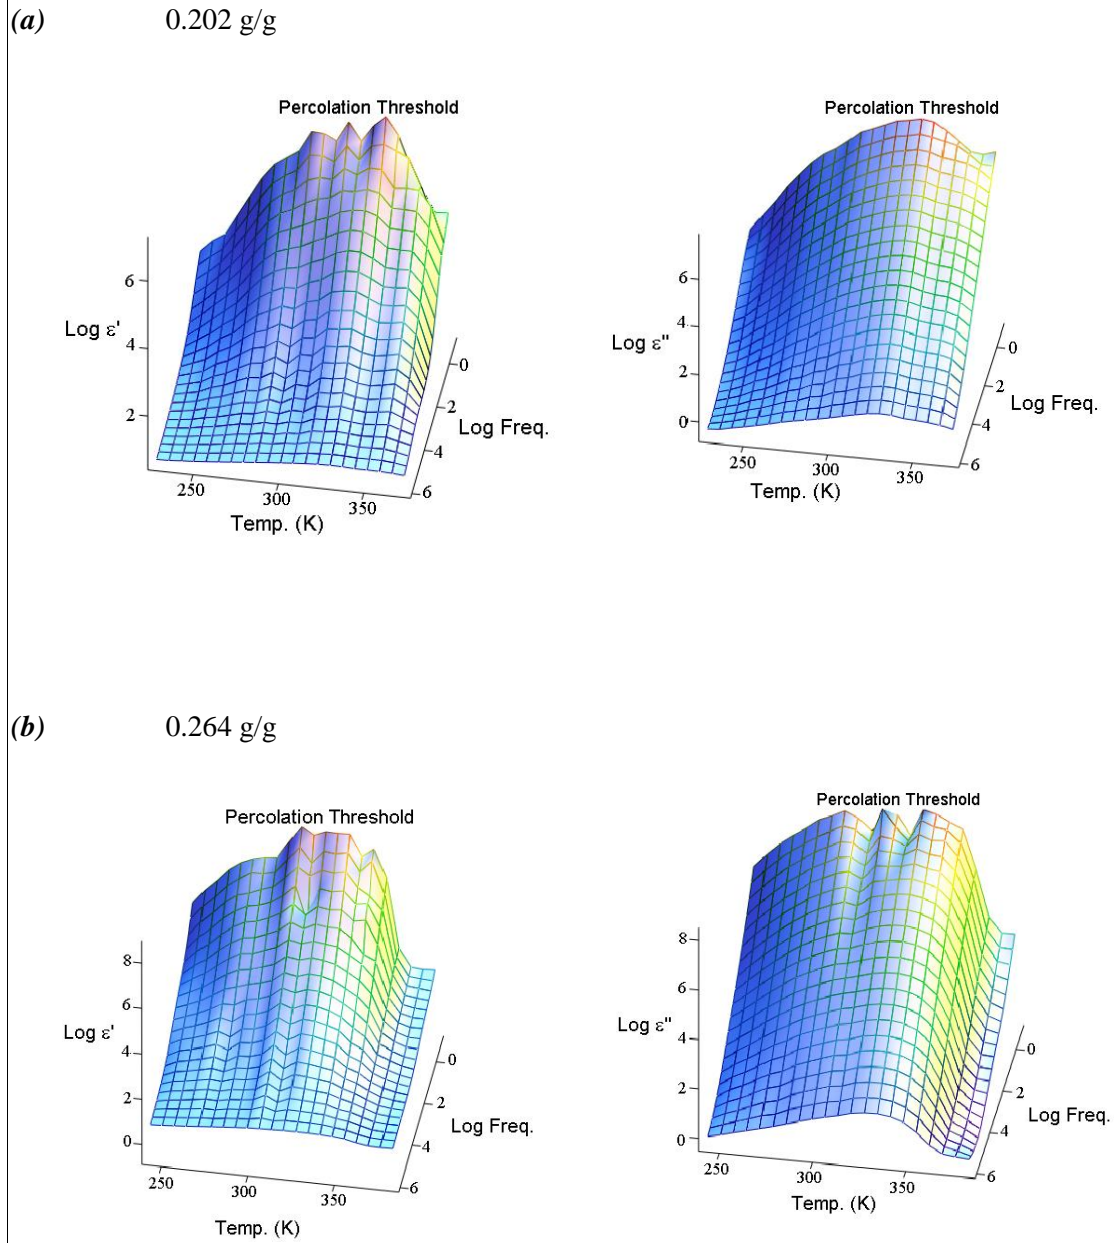 (a) 0.202 g/g
Percolation Threshold
6
4
2
Log ε'
0
2
4
6
Log Freq.
250
300
350
Temp. (K)
Percolation Threshold
6
4
2
0
Log ε"
0
2
4
6
Log Freq.
250
300
350
Temp. (K)
(b) 0.264 g/g
Percolation Threshold
8
6
4
2
0
Log ε'
0
2
4
6
Log Freq.
250
300
350
Temp. (K)
Percolation Threshold
8
6
4
2
0
Log ε"
0
2
4
6
Log Freq.
250
300
350
Temp. (K)